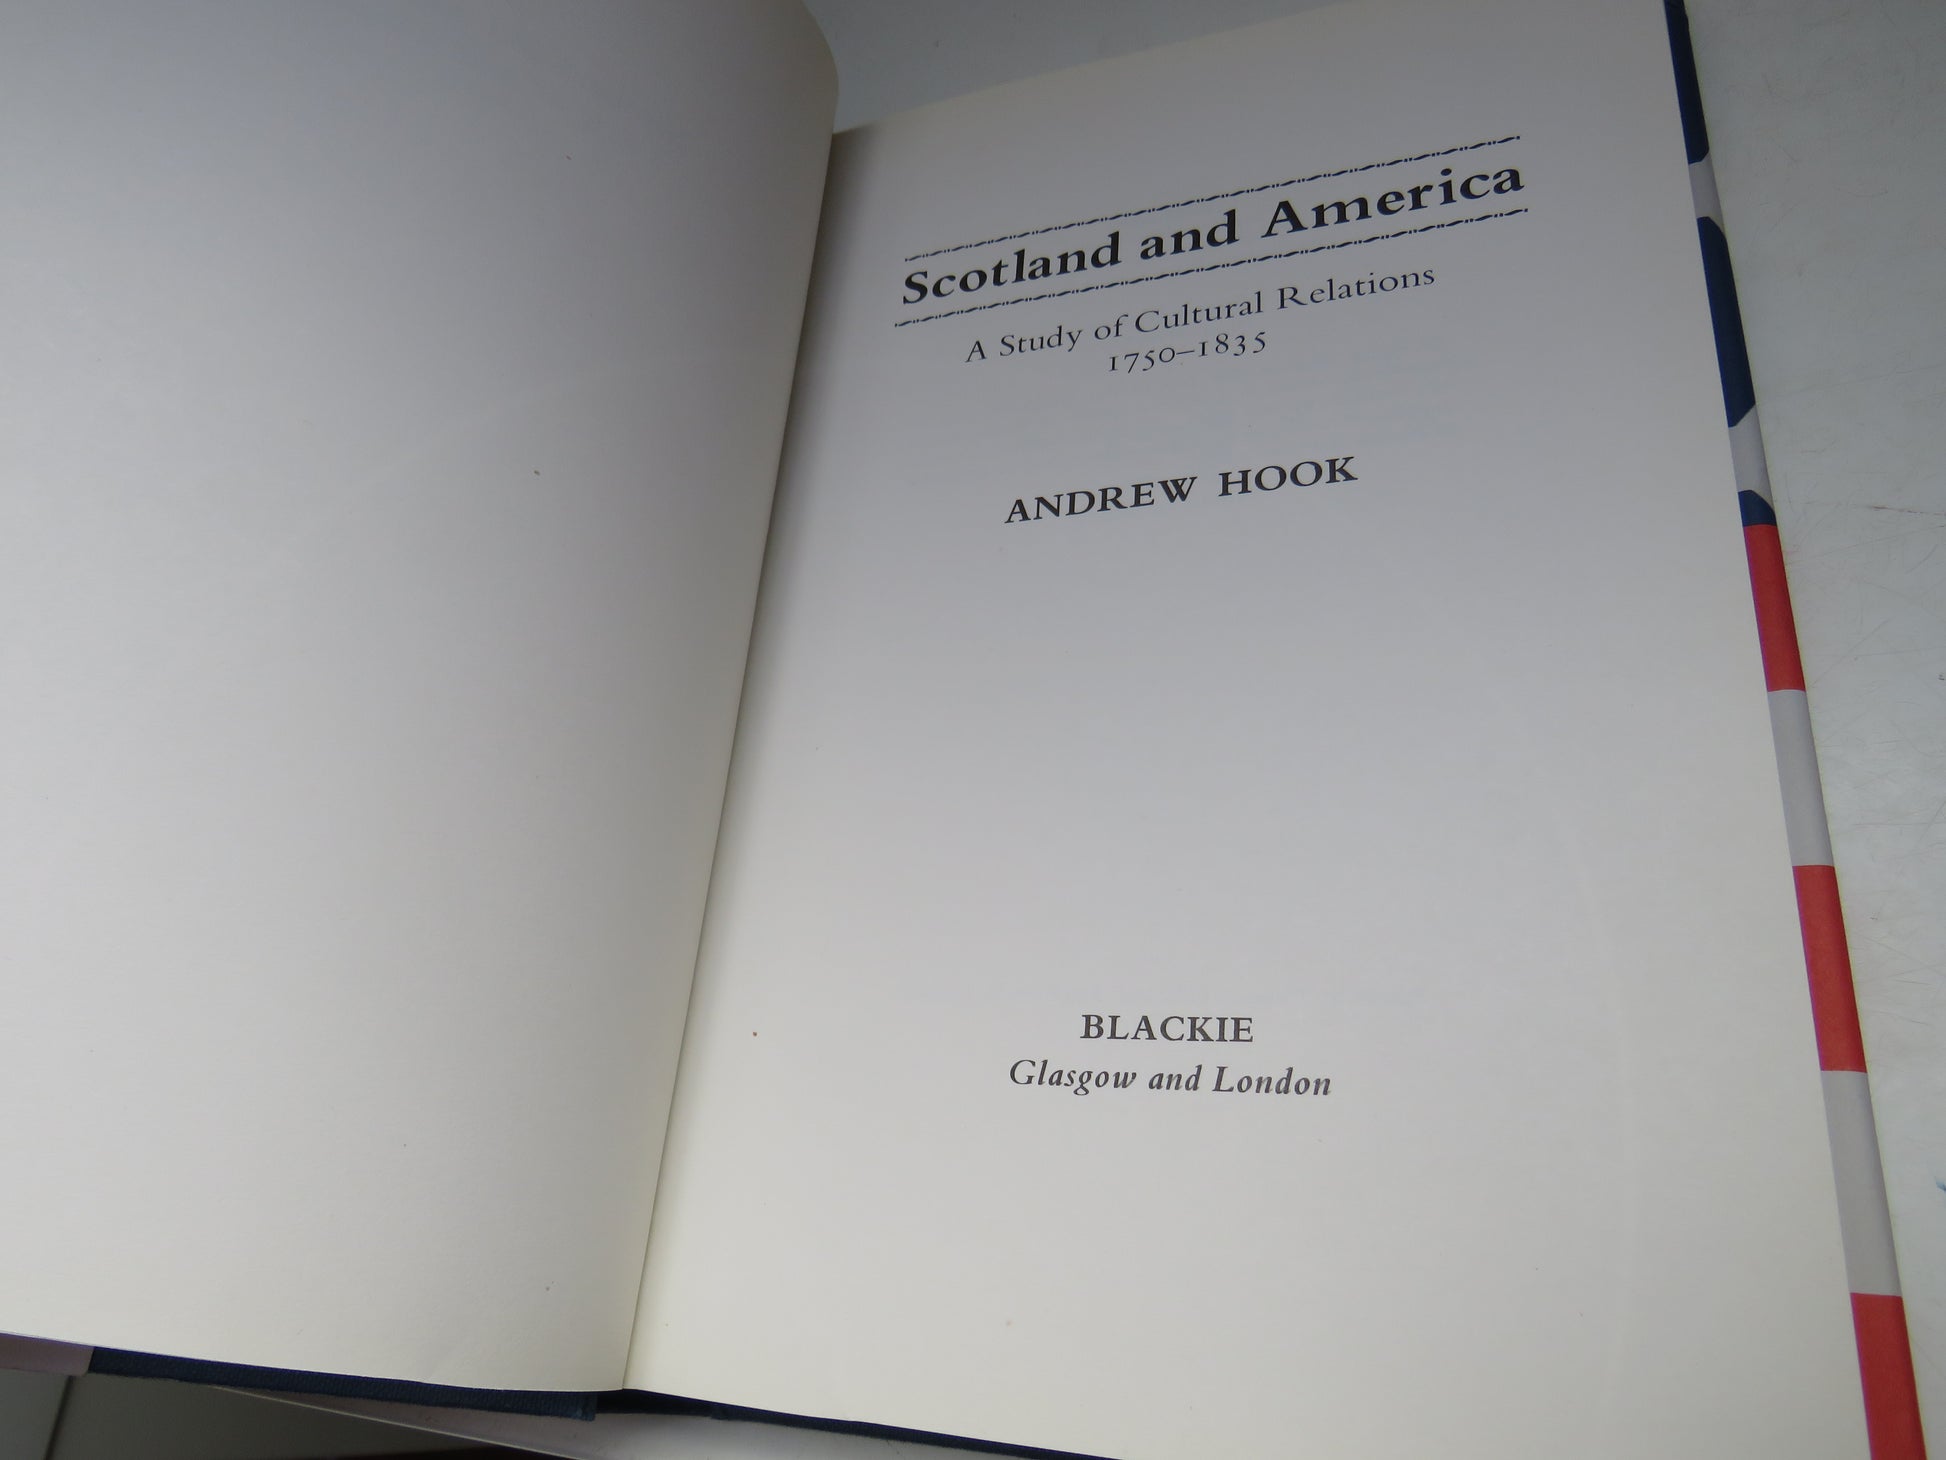 Scotland and America
A Study of Cultural Relations
1750–1835
ANDREW HOOK
BLACKIE
Glasgow and London